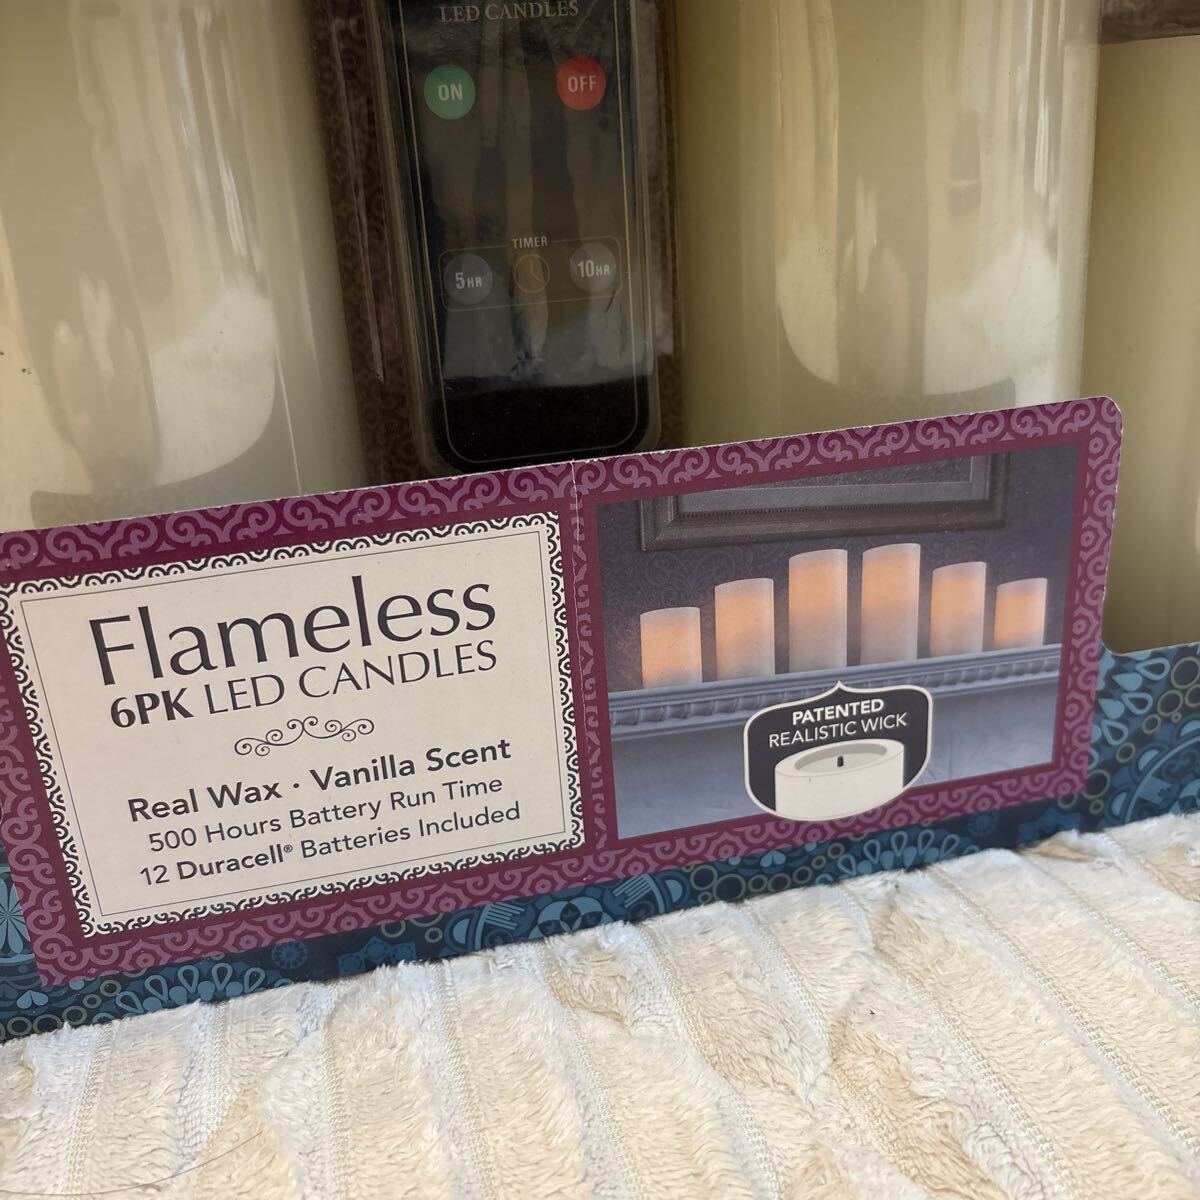 LED CANDLES
ON
OFF
TIMER
5HR
10HR
Flameless
6PK LED CANDLES
Real Wax · Vanilla Scent
500 Hours Battery Run Time
12 Duracell® Batteries Included
PATENTED
REALISTIC WICK